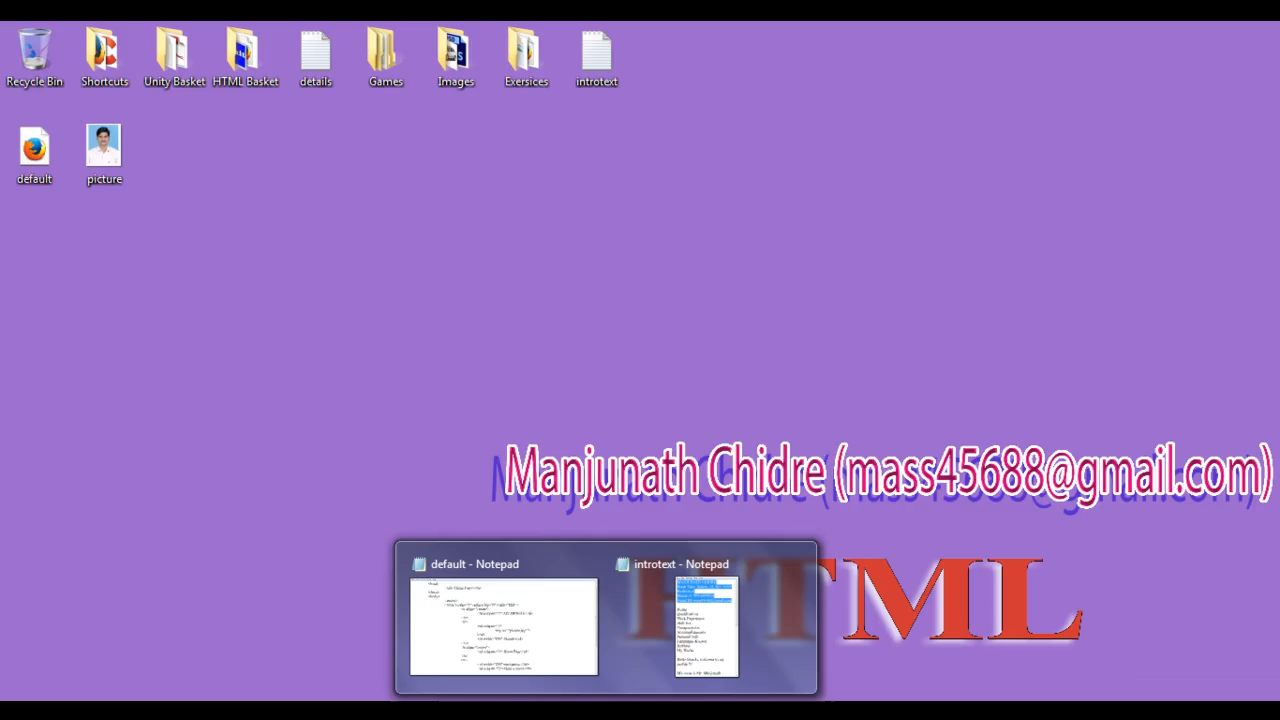 Recycle Bin
Shortcuts
Unity Basket
HTML Basket
details
Games
Images
Exersices
introtext
default
picture
Manjunath Chidre (mass45688@gmail.com)
HTML
default - Notepad
introtext - Notepad